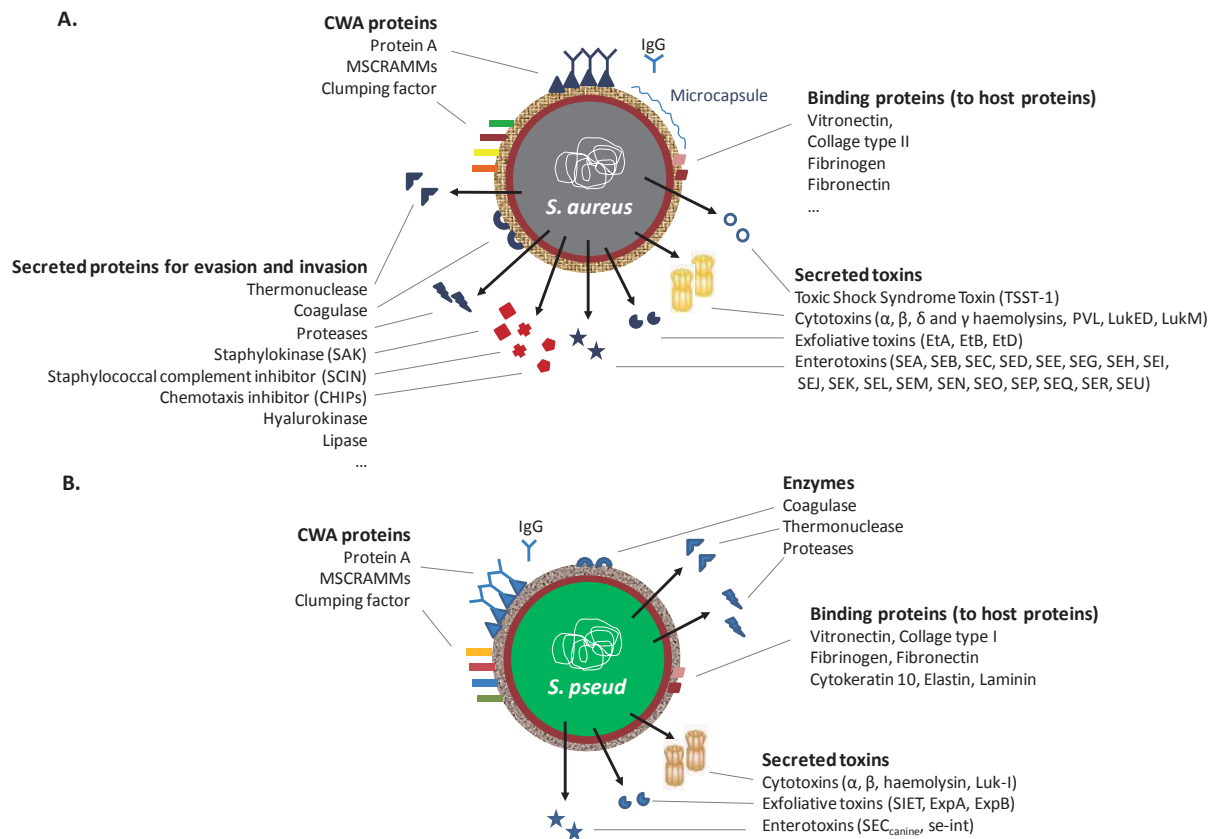 A.
CWA proteins
Protein A
MSCRAMMs
Clumping factor
IgG
Microcapsule
Binding proteins (to host proteins)
Vitronectin,
Collage type II
Fibrinogen
Fibronectin
...
S. aureus
Secreted proteins for evasion and invasion
Thermonuclease
Coagulase
Proteases
Staphylokinase (SAK)
Staphylococcal complement inhibitor (SCIN)
Chemotaxis inhibitor (CHIPs)
Hyalurokinase
Lipase
...
Secreted toxins
Toxic Shock Syndrome Toxin (TSST-1)
Cytotoxins (α, β, δ and γ haemolysins, PVL, LukED, LukM)
Exfoliative toxins (EtA, EtB, EtD)
Enterotoxins (SEA, SEB, SEC, SED, SEE, SEG, SEH, SEI,
SEJ, SEK, SEL, SEM, SEN, SEO, SEP, SEQ, SER, SEU)
B.
CWA proteins
Protein A
MSCRAMMs
Clumping factor
IgG
Enzymes
Coagulase
Thermonuclease
Proteases
Binding proteins (to host proteins)
Vitronectin, Collage type I
Fibrinogen, Fibronectin
Cytokeratin 10, Elastin, Laminin
S. pseud
Secreted toxins
Cytotoxins (α, β, haemolysin, Luk-I)
Exfoliative toxins (SIET, ExpA, ExpB)
Enterotoxins (SECcanine, se-int)